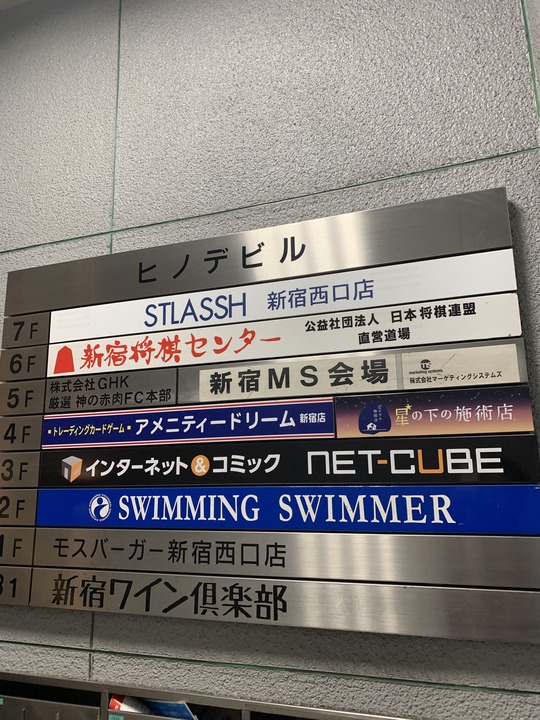 ヒノデビル
7F STLASSH 新宿西口店
6F 新宿将棋センター 公益社団法人 日本将棋連盟
直営道場
5F 株式会社GHK
厳選 神の赤肉FC本部
新宿MS会場 marketing systems
株式会社マーケティングシステムズ
4F トレーディングカードゲーム アメニティードリーム 新宿店 星の下の施術店
3F インターネット&コミック NET-CUBE
2F SWIMMING SWIMMER
1F モスバーガー新宿西口店
B1 新宿ワイン倶楽部